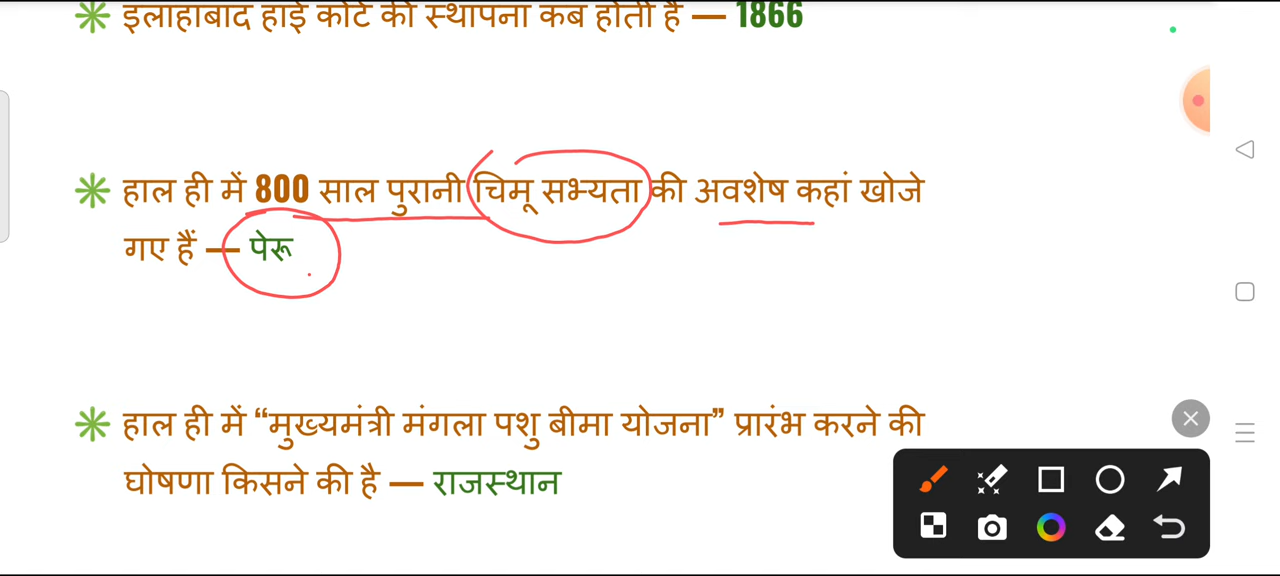 ✳️ इलाहाबाद हाई कोर्ट की स्थापना कब होती है — 1866
✳️ हाल ही में 800 साल पुरानी चिमू सभ्यता की अवशेष कहां खोजे
गए हैं — पेरू
✳️ हाल ही में “मुख्यमंत्री मंगला पशु बीमा योजना” प्रारंभ करने की
घोषणा किसने की है — राजस्थान